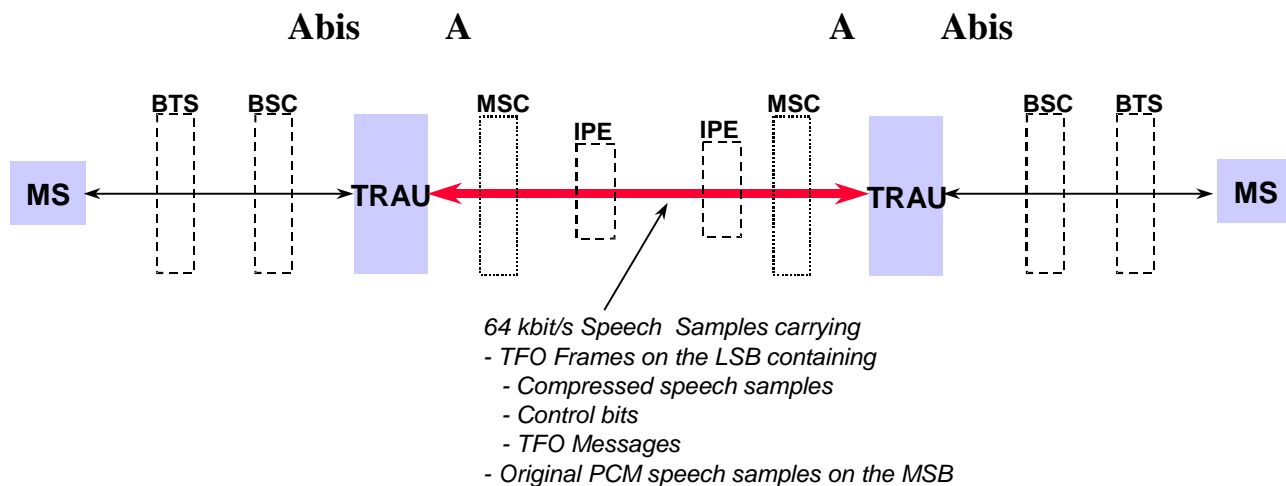 Abis A A Abis
BTS BSC MSC IPE IPE MSC BSC BTS
MS TRAU TRAU MS
64 kbit/s Speech Samples carrying
- TFO Frames on the LSB containing
- Compressed speech samples
- Control bits
- TFO Messages
- Original PCM speech samples on the MSB